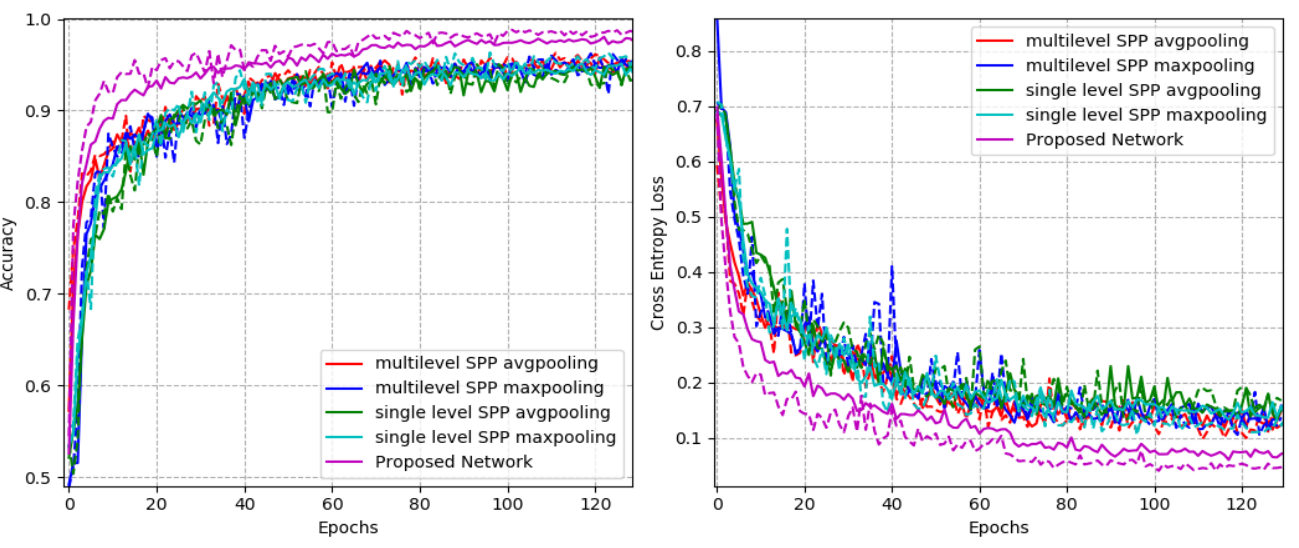 1.0
0.9
0.8
0.7
0.6
0.5
Accuracy
0 20 40 60 80 100 120
Epochs
multilevel SPP avgpooling
multilevel SPP maxpooling
single level SPP avgpooling
single level SPP maxpooling
Proposed Network
0.8
0.7
0.6
0.5
0.4
0.3
0.2
0.1
Cross Entropy Loss
0 20 40 60 80 100 120
Epochs
multilevel SPP avgpooling
multilevel SPP maxpooling
single level SPP avgpooling
single level SPP maxpooling
Proposed Network